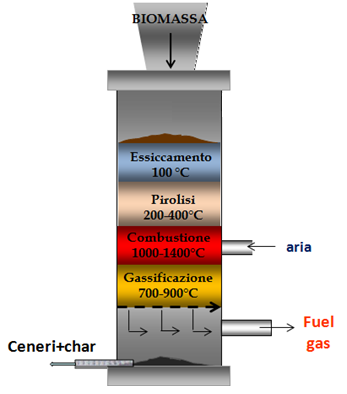 BIOMASSA
Essiccamento
100 °C
Pirolisi
200-400°C
Combustione
1000-1400°C
aria
Gassificazione
700-900°C
Fuel
gas
Ceneri+char